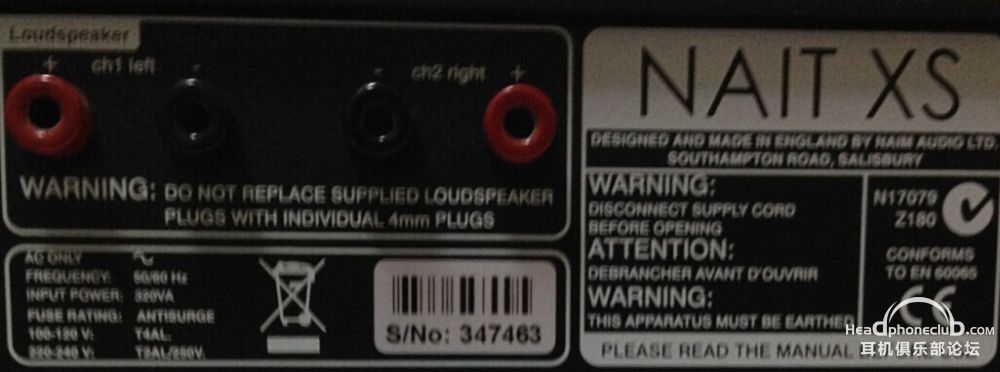 Loudspeaker
+ ch1 left -
- ch2 right +
WARNING: DO NOT REPLACE SUPPLIED LOUDSPEAKER
PLUGS WITH INDIVIDUAL 4mm PLUGS
AC ONLY ~
FREQUENCY: 50/60 Hz
INPUT POWER: 320VA
FUSE RATING: ANTISURGE
100-120 V: T4AL
220-240 V: T2AL/250V.
S/No: 347463
NAIT XS
DESIGNED AND MADE IN ENGLAND BY NAIM AUDIO LTD,
SOUTHAMPTON ROAD, SALISBURY
WARNING:
DISCONNECT SUPPLY CORD
BEFORE OPENING
ATTENTION:
DEBRANCHER AVANT D'OUVRIR
WARNING:
THIS APPARATUS MUST BE EARTHED
N17079
Z180
CONFORMS
TO EN 60065
CE
PLEASE READ THE MANUAL
Headphoneclub.com
耳机俱乐部论坛